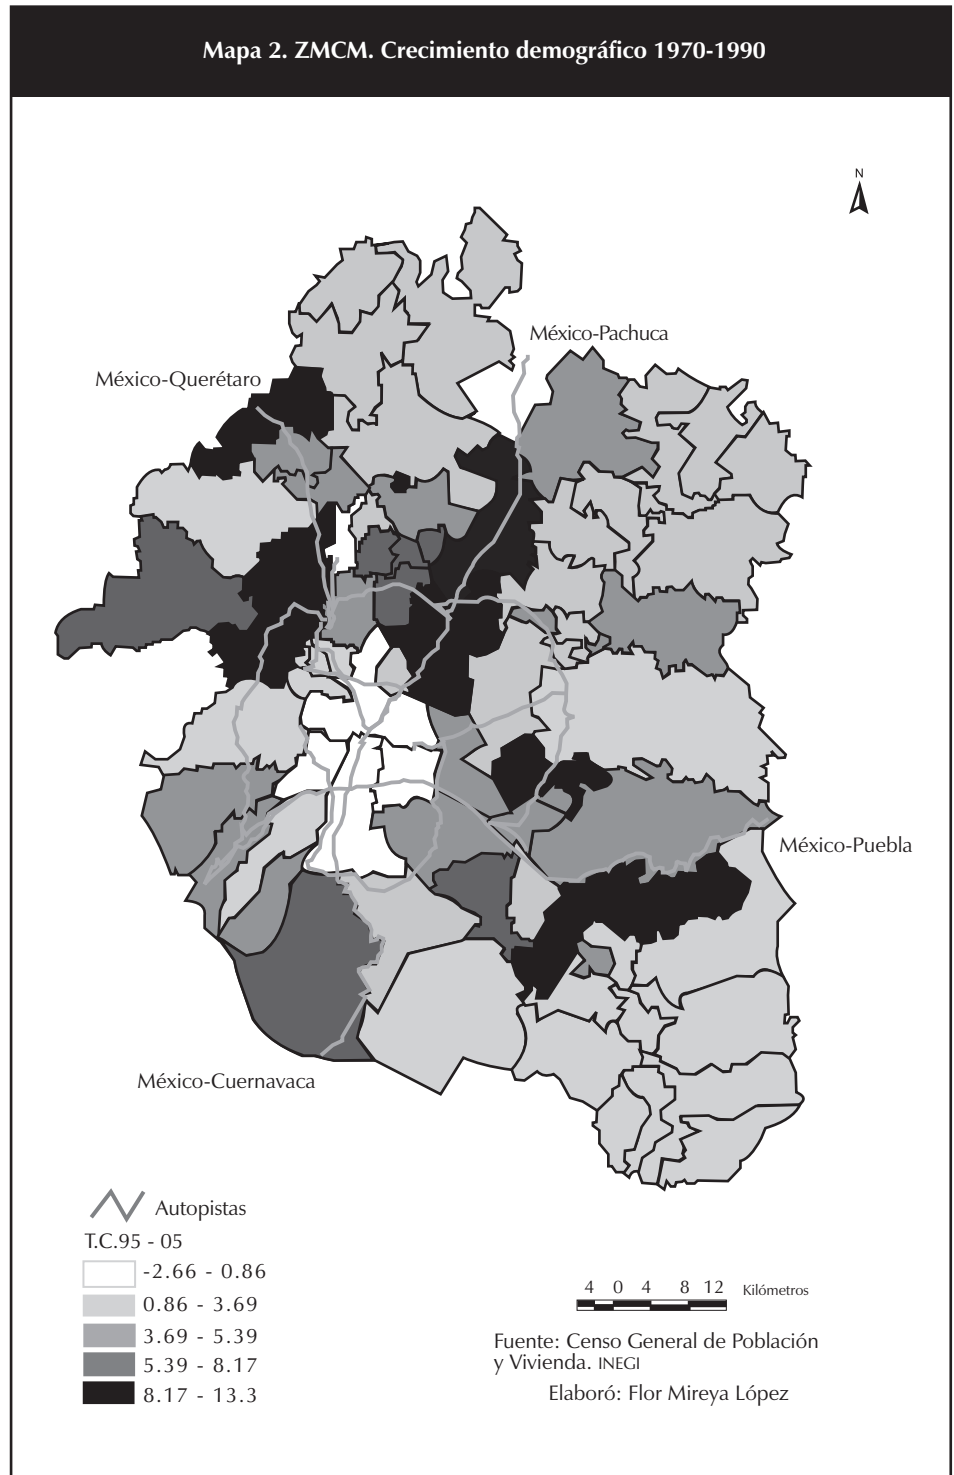 Mapa 2. ZMCM. Crecimiento demográfico 1970-1990
N
México-Pachuca
México-Querétaro
México-Puebla
México-Cuernavaca
Autopistas
T.C.95 - 05
-2.66 - 0.86
0.86 - 3.69
3.69 - 5.39
5.39 - 8.17
8.17 - 13.3
4 0 4 8 12 Kilómetros
Fuente: Censo General de Población
y Vivienda. INEGI
Elaboró: Flor Mireya López